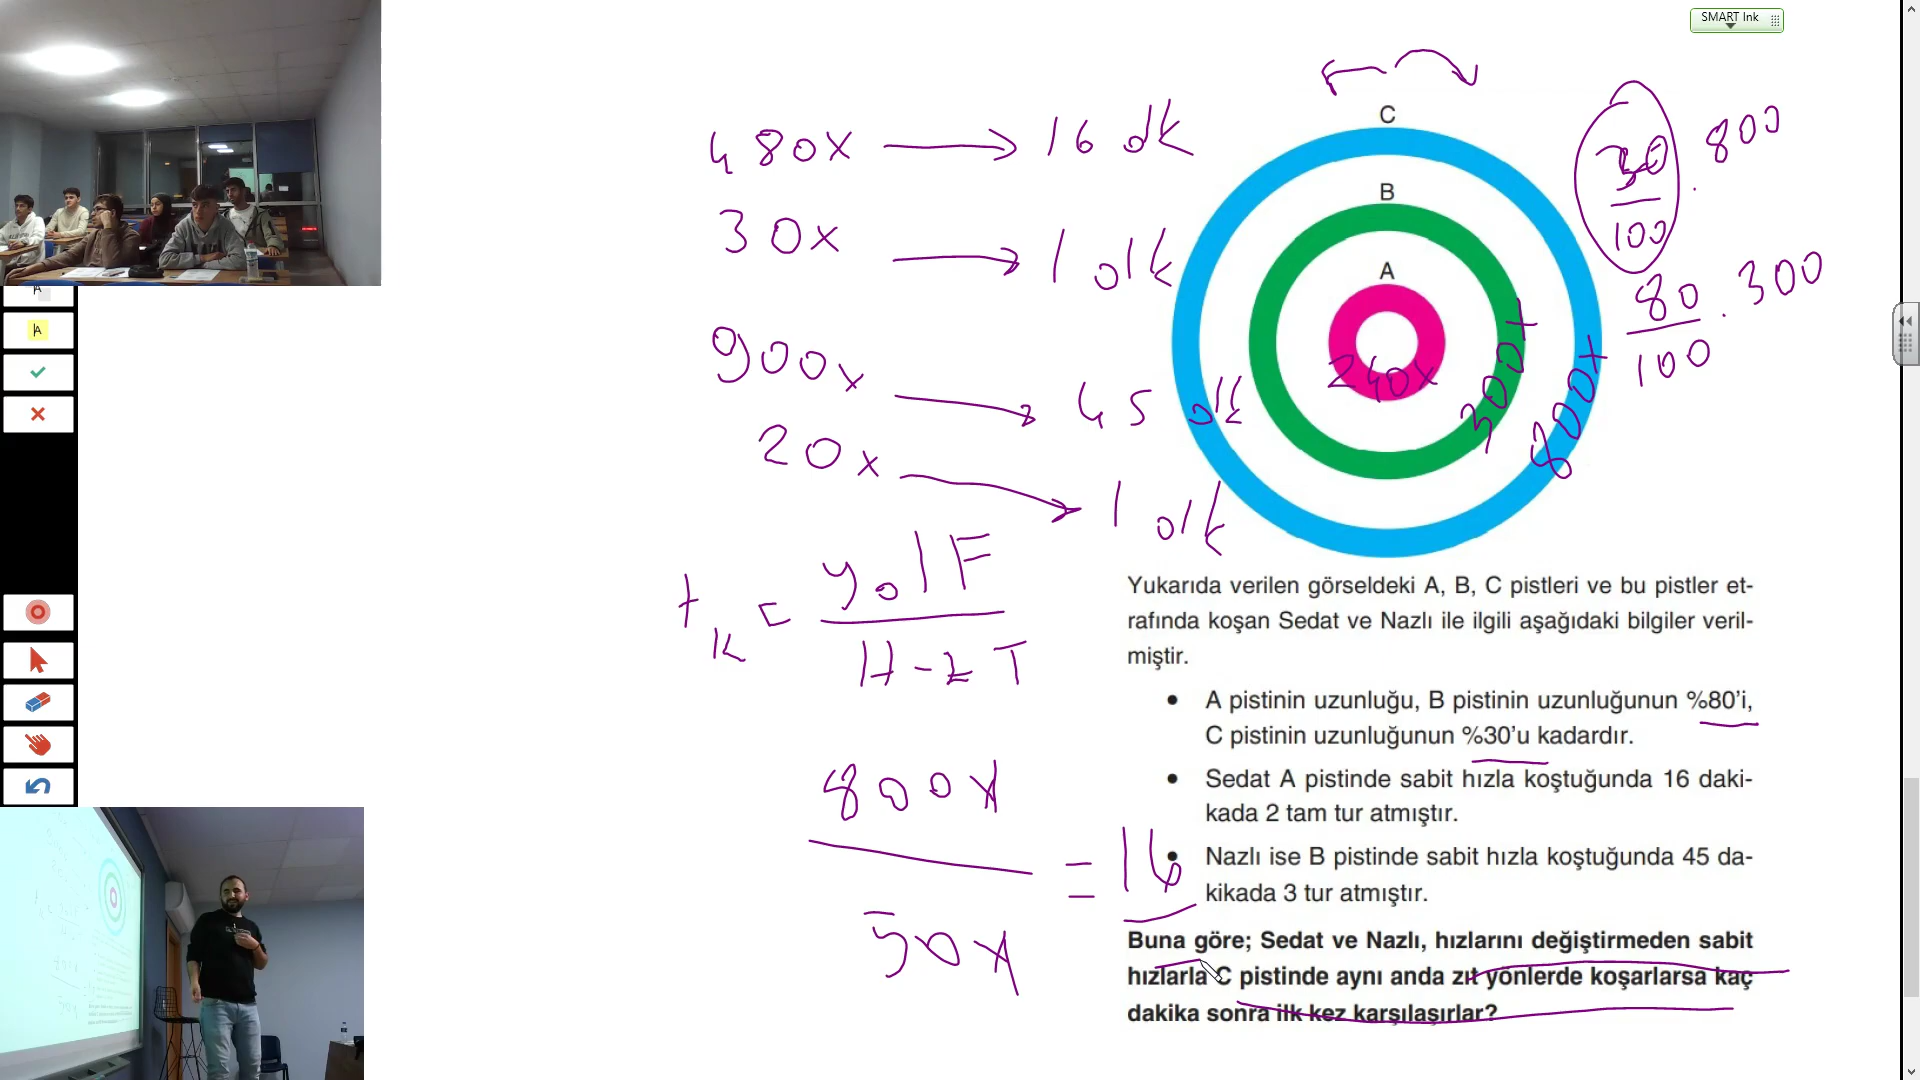 SMART Ink
480x → 16 dk
30x → 1 dk
900x → 45 dk
20x → 1 dk
t k = yolF
H-z T
800x
50x
= 16
C
B
A
240x
300x
800x
30
100
. 800
80
100
. 300
Yukarıda verilen görseldeki A, B, C pistleri ve bu pistler et-
rafında koşan Sedat ve Nazlı ile ilgili aşağıdaki bilgiler veril-
miştir.
• A pistinin uzunluğu, B pistinin uzunluğunun %80’i,
C pistinin uzunluğunun %30’u kadardır.
• Sedat A pistinde sabit hızla koştuğunda 16 daki-
kada 2 tam tur atmıştır.
• Nazlı ise B pistinde sabit hızla koştuğunda 45 da-
kikada 3 tur atmıştır.
Buna göre; Sedat ve Nazlı, hızlarını değiştirmeden sabit
hızlarla C pistinde aynı anda zıt yönlerde koşarlarsa kaç
dakika sonra ilk kez karşılaşırlar?